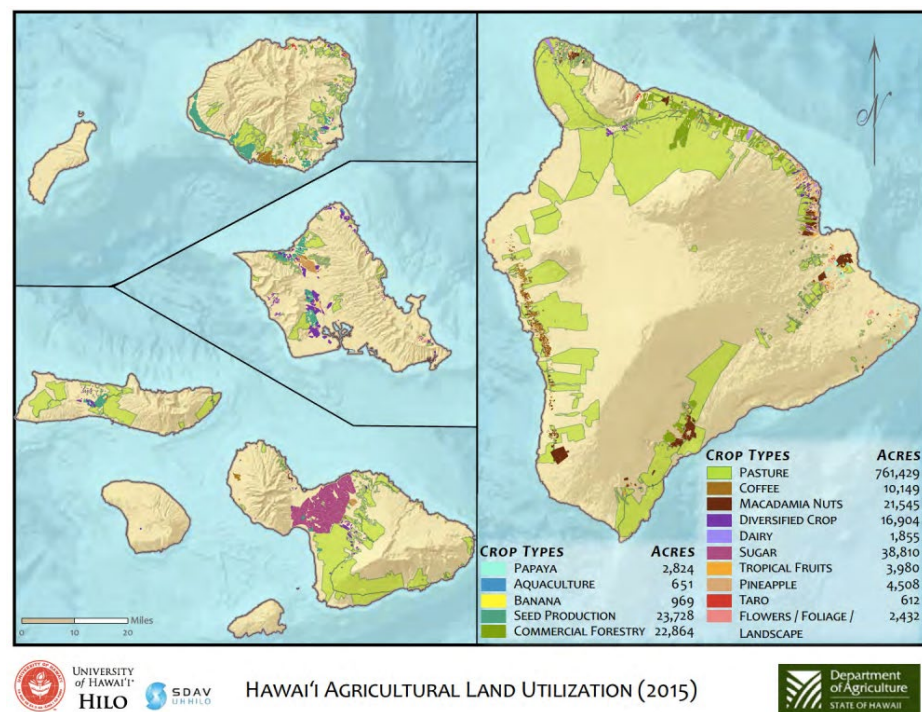 N
CROP TYPES ACRES
PAPAYA 2,824
AQUACULTURE 651
BANANA 969
SEED PRODUCTION 23,728
COMMERCIAL FORESTRY 22,864
CROP TYPES ACRES
PASTURE 761,429
COFFEE 10,149
MACADAMIA NUTS 21,545
DIVERSIFIED CROP 16,904
DAIRY 1,855
SUGAR 38,810
TROPICAL FRUITS 3,980
PINEAPPLE 4,508
TARO 612
FLOWERS / FOLIAGE / 2,432
LANDSCAPE
Miles
0 10 20
UNIVERSITY
OF HAWAI‘I®
HILO
SDAV
UHHILO
HAWAI‘I AGRICULTURAL LAND UTILIZATION (2015)
Department
of Agriculture
STATE OF HAWAII